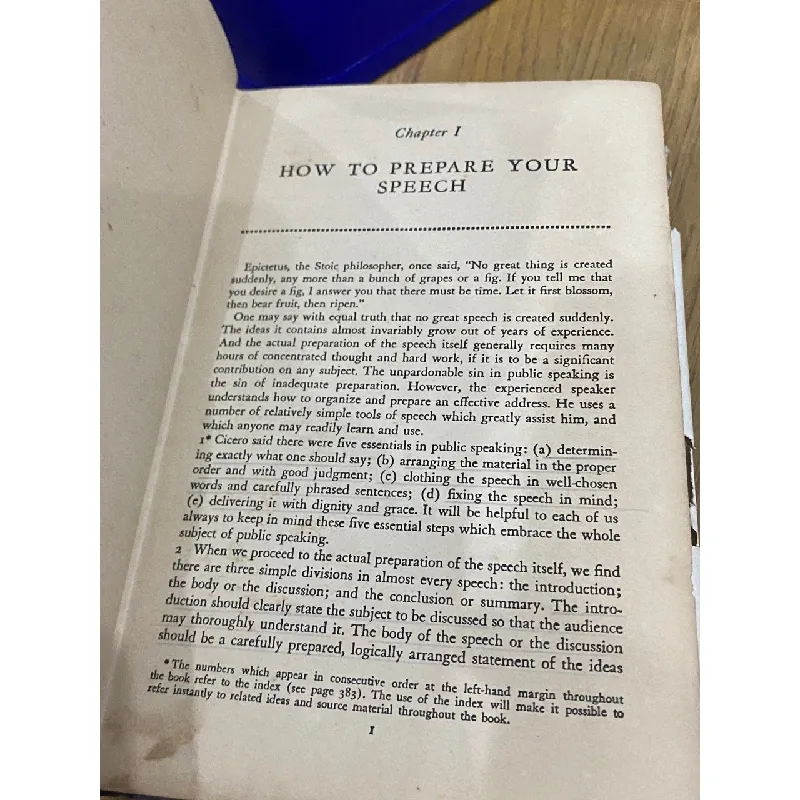 Chapter I
HOW TO PREPARE YOUR
SPEECH
Epictetus, the Stoic philosopher, once said, "No great thing is created
suddenly, any more than a bunch of grapes or a fig. If you tell me that
you desire a fig, I answer you that there must be time. Let it first blossom,
then bear fruit, then ripen."
One may say with equal truth that no great speech is created suddenly.
The ideas it contains almost invariably grow out of years of experience.
And the actual preparation of the speech itself generally requires many
hours of concentrated thought and hard work, if it is to be a significant
contribution on any subject. The unpardonable sin in public speaking is
the sin of inadequate preparation. However, the experienced speaker
understands how to organize and prepare an effective address. He uses a
number of relatively simple tools of speech which greatly assist him, and
which anyone may readily learn and use.
1* Cicero said there were five essentials in public speaking: (a) determin-
ing exactly what one should say; (b) arranging the material in the proper
order and with good judgment; (c) clothing the speech in well-chosen
words and carefully phrased sentences; (d) fixing the speech in mind;
(e) delivering it with dignity and grace. It will be helpful to each of us
always to keep in mind these five essential steps which embrace the whole
subject of public speaking.
2 When we proceed to the actual preparation of the speech itself, we find
there are three simple divisions in almost every speech: the introduction;
the body or the discussion; and the conclusion or summary. The intro-
duction should clearly state the subject to be discussed so that the audience
may thoroughly understand it. The body of the speech or the discussion
should be a carefully prepared, logically arranged statement of the ideas
*The numbers which appear in consecutive order at the left-hand margin throughout
the book refer to the index (see page 383). The use of the index will make it possible to
refer instantly to related ideas and source material throughout the book.
1